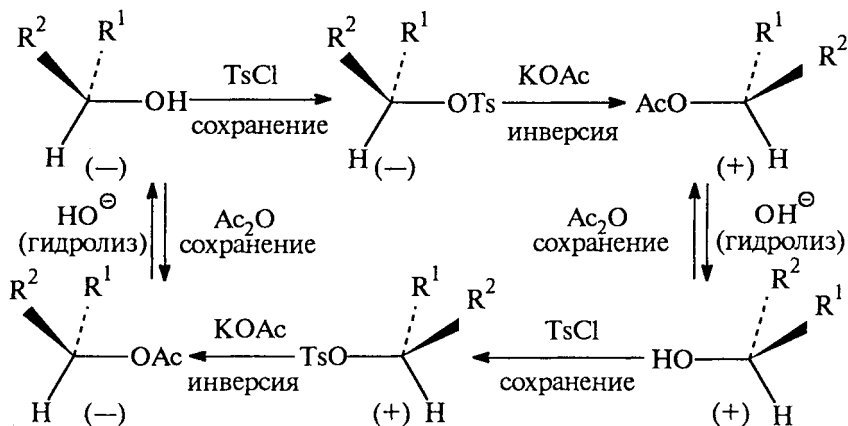 R² R¹ OH H (—)
TsCl
сохранение
R² R¹ OTs H (—)
KOAc
инверсия
R¹ R² AcO H (+)
HO⊖
(гидролиз)
Ac₂O
сохранение
Ac₂O
сохранение
OH⊖
(гидролиз)
R² R¹ OAc H (—)
KOAc
инверсия
R¹ R² TsO H (+)
TsCl
сохранение
R² R¹ HO H (+)